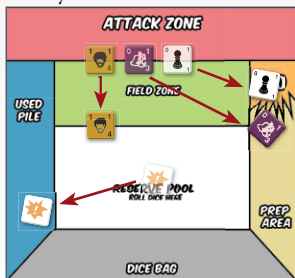 ATTACK ZONE
FIELD ZONE
USED PILE
RESERVE POOL
ROLL DICE HERE
PREP AREA
DICE BAG